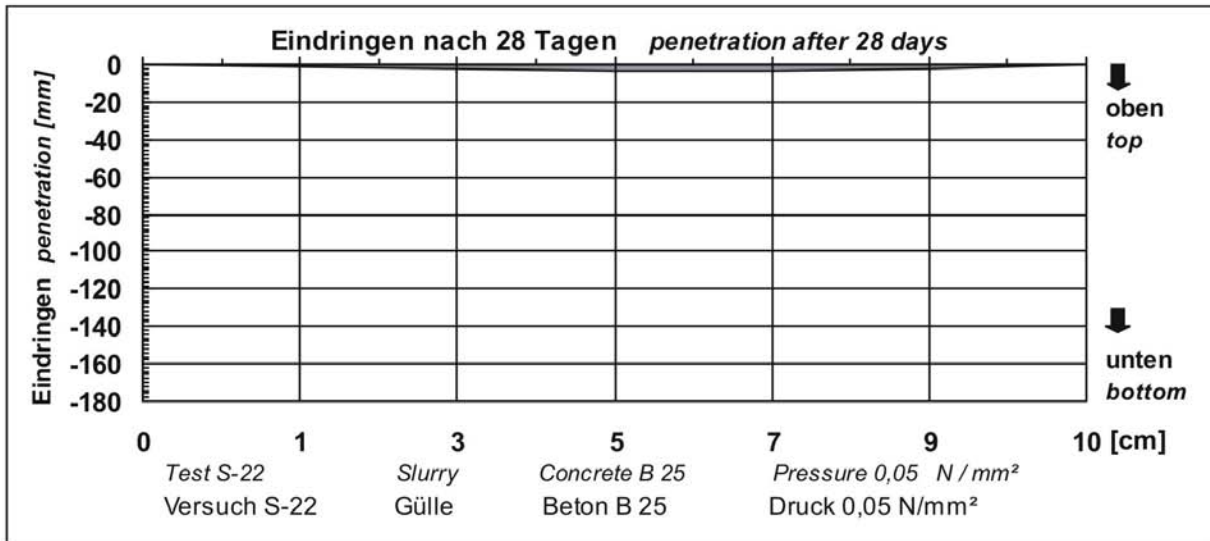 Eindringen nach 28 Tagen penetration after 28 days
Eindringen penetration [mm]
0
-20
-40
-60
-80
-100
-120
-140
-160
-180
oben
top
unten
bottom
0 1 3 5 7 9 10 [cm]
Test S-22 Slurry Concrete B 25 Pressure 0,05 N / mm²
Versuch S-22 Gülle Beton B 25 Druck 0,05 N/mm²